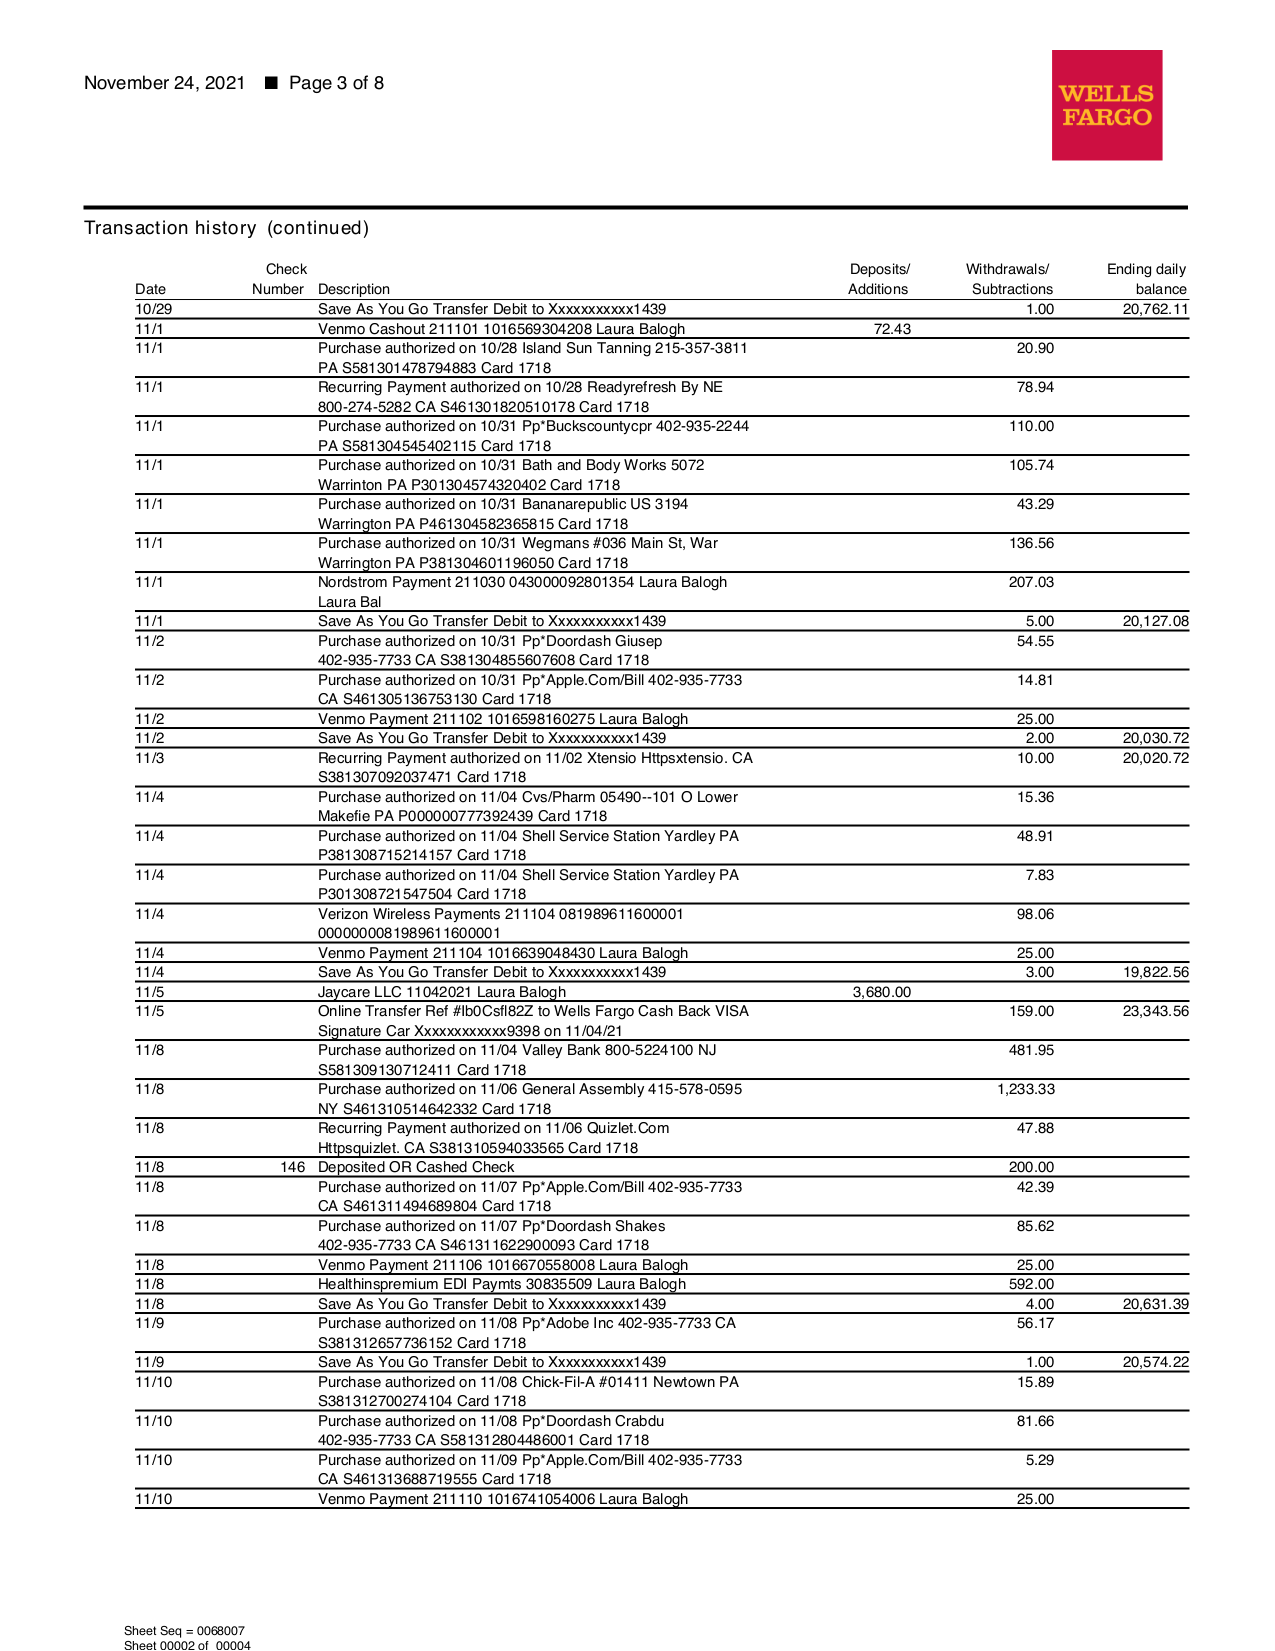 November 24, 2021 ■ Page 3 of 8
WELLS
FARGO
Transaction history (continued)
Check Deposits/ Withdrawals/ Ending daily
Date Number Description Additions Subtractions balance
10/29 Save As You Go Transfer Debit to Xxxxxxxxxxx1439 1.00 20,762.11
11/1 Venmo Cashout 211101 1016569304208 Laura Balogh 72.43
11/1 Purchase authorized on 10/28 Island Sun Tanning 215-357-3811 20.90
PA S581301478794883 Card 1718
11/1 Recurring Payment authorized on 10/28 Readyrefresh By NE 78.94
800-274-5282 CA S461301820510178 Card 1718
11/1 Purchase authorized on 10/31 Pp*Buckscountycpr 402-935-2244 110.00
PA S581304545402115 Card 1718
11/1 Purchase authorized on 10/31 Bath and Body Works 5072 105.74
Warrinton PA P301304574320402 Card 1718
11/1 Purchase authorized on 10/31 Bananarepublic US 3194 43.29
Warrington PA P461304582365815 Card 1718
11/1 Purchase authorized on 10/31 Wegmans #036 Main St, War 136.56
Warrington PA P381304601196050 Card 1718
11/1 Nordstrom Payment 211030 043000092801354 Laura Balogh 207.03
Laura Bal
11/1 Save As You Go Transfer Debit to Xxxxxxxxxxx1439 5.00 20,127.08
11/2 Purchase authorized on 10/31 Pp*Doordash Giusep 54.55
402-935-7733 CA S381304855607608 Card 1718
11/2 Purchase authorized on 10/31 Pp*Apple.Com/Bill 402-935-7733 14.81
CA S461305136753130 Card 1718
11/2 Venmo Payment 211102 1016598160275 Laura Balogh 25.00
11/2 Save As You Go Transfer Debit to Xxxxxxxxxxx1439 2.00 20,030.72
11/3 Recurring Payment authorized on 11/02 Xtensio Httpsxtensio. CA 10.00 20,020.72
S381307092037471 Card 1718
11/4 Purchase authorized on 11/04 Cvs/Pharm 05490--101 O Lower 15.36
Makefie PA P000000777392439 Card 1718
11/4 Purchase authorized on 11/04 Shell Service Station Yardley PA 48.91
P381308715214157 Card 1718
11/4 Purchase authorized on 11/04 Shell Service Station Yardley PA 7.83
P301308721547504 Card 1718
11/4 Verizon Wireless Payments 211104 081989611600001 98.06
0000000081989611600001
11/4 Venmo Payment 211104 1016639048430 Laura Balogh 25.00
11/4 Save As You Go Transfer Debit to Xxxxxxxxxxx1439 3.00 19,822.56
11/5 Jaycare LLC 11042021 Laura Balogh 3,680.00
11/5 Online Transfer Ref #Ib0Csfl82Z to Wells Fargo Cash Back VISA 159.00 23,343.56
Signature Car Xxxxxxxxxxxx9398 on 11/04/21
11/8 Purchase authorized on 11/04 Valley Bank 800-5224100 NJ 481.95
S581309130712411 Card 1718
11/8 Purchase authorized on 11/06 General Assembly 415-578-0595 1,233.33
NY S461310514642332 Card 1718
11/8 Recurring Payment authorized on 11/06 Quizlet.Com 47.88
Httpsquizlet. CA S381310594033565 Card 1718
11/8 146 Deposited OR Cashed Check 200.00
11/8 Purchase authorized on 11/07 Pp*Apple.Com/Bill 402-935-7733 42.39
CA S461311494689804 Card 1718
11/8 Purchase authorized on 11/07 Pp*Doordash Shakes 85.62
402-935-7733 CA S461311622900093 Card 1718
11/8 Venmo Payment 211106 1016670558008 Laura Balogh 25.00
11/8 Healthinspremium EDI Paymts 30835509 Laura Balogh 592.00
11/8 Save As You Go Transfer Debit to Xxxxxxxxxxx1439 4.00 20,631.39
11/9 Purchase authorized on 11/08 Pp*Adobe Inc 402-935-7733 CA 56.17
S381312657736152 Card 1718
11/9 Save As You Go Transfer Debit to Xxxxxxxxxxx1439 1.00 20,574.22
11/10 Purchase authorized on 11/08 Chick-Fil-A #01411 Newtown PA 15.89
S381312700274104 Card 1718
11/10 Purchase authorized on 11/08 Pp*Doordash Crabdu 81.66
402-935-7733 CA S581312804486001 Card 1718
11/10 Purchase authorized on 11/09 Pp*Apple.Com/Bill 402-935-7733 5.29
CA S461313688719555 Card 1718
11/10 Venmo Payment 211110 1016741054006 Laura Balogh 25.00
Sheet Seq = 0068007
Sheet 00002 of 00004